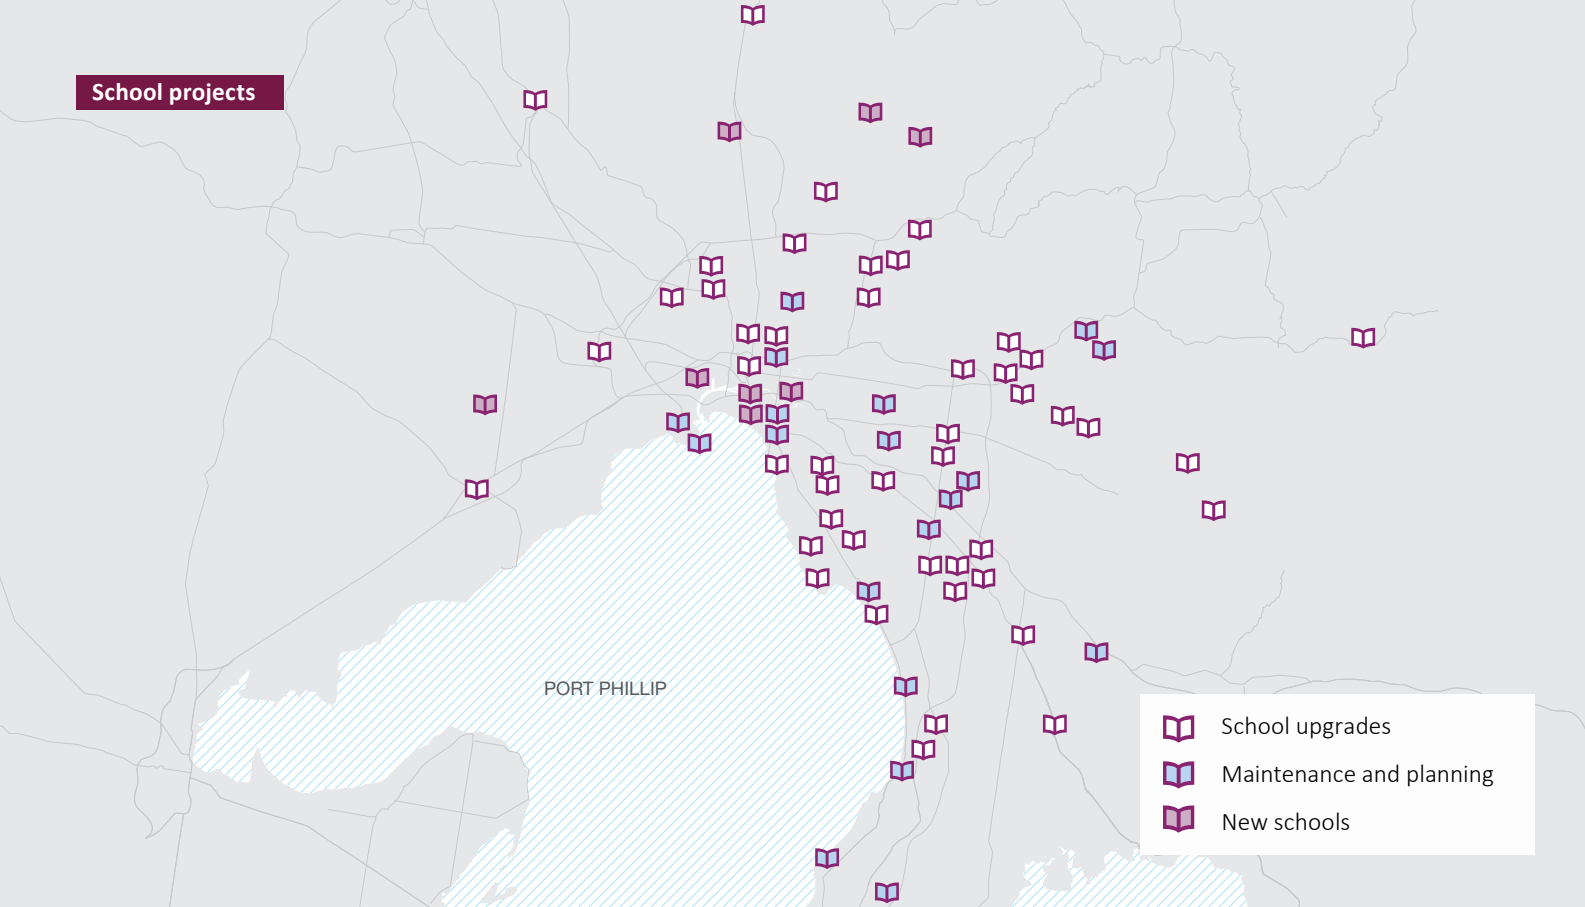 School projects
PORT PHILLIP
School upgrades
Maintenance and planning
New schools